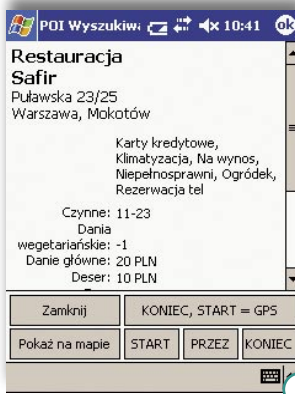 POI Wyszuki 10:41 ok
Restauracja
Safir
Puławska 23/25
Warszawa, Mokotów
Karty kredytowe,
Klimatyzacja, Na wynos,
Niepełnosprawni, Ogródek,
Rezerwacja tel
Czynne: 11-23
Dania
wegetariańskie: -1
Danie główne: 20 PLN
Deser: 10 PLN
Zamknij KONIEC, START = GPS
Pokaż na mapie START PRZEZ KONIEC